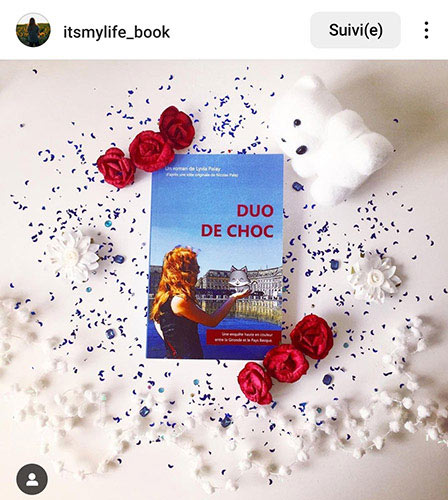 itsmylife_book
Suivi(e)
Un roman de Lyda Palay
d'après une idée originale de Nicolas Palay
DUO
DE CHOC
Une enquête haute en couleur
entre la Gironde et le Pays Basque